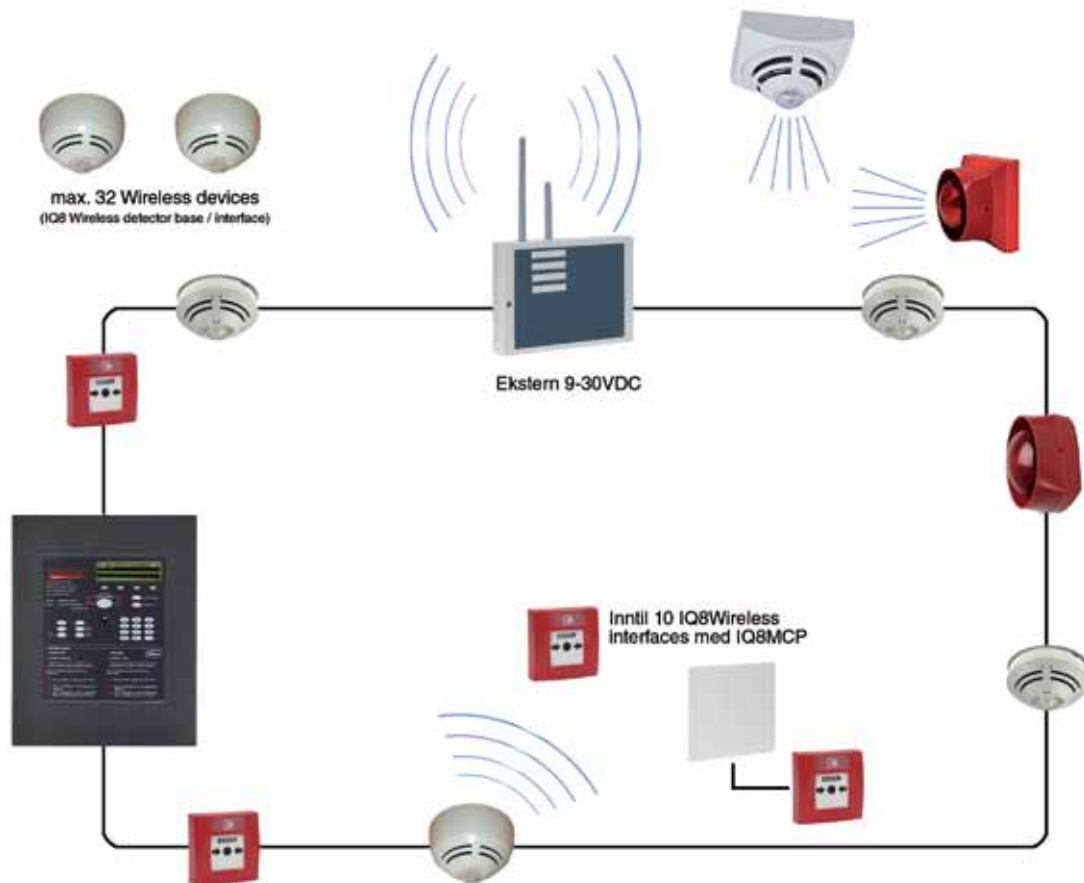 max. 32 Wireless devices
(IQ8 Wireless detector base / interface)
Ekstern 9-30VDC
Inntil 10 IQ8Wireless
interfaces med IQ8MCP